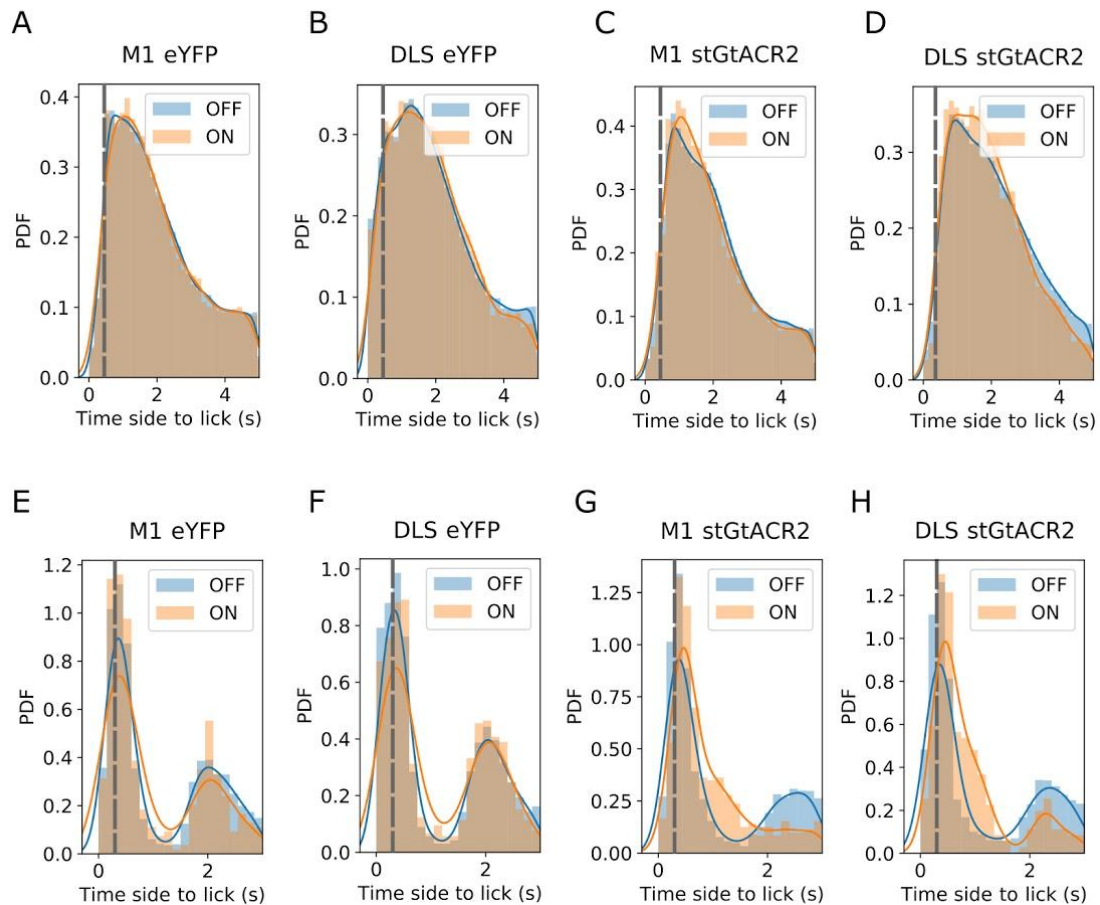 A
M1 eYFP
0.4
0.3
0.2
0.1
0.0
PDF
OFF
ON
0 2 4
Time side to lick (s)
B
DLS eYFP
0.3
0.2
0.1
0.0
PDF
OFF
ON
0 2 4
Time side to lick (s)
C
M1 stGtACR2
0.4
0.3
0.2
0.1
0.0
PDF
OFF
ON
0 2 4
Time side to lick (s)
D
DLS stGtACR2
0.3
0.2
0.1
0.0
PDF
OFF
ON
0 2 4
Time side to lick (s)
E
M1 eYFP
1.2
1.0
0.8
0.6
0.4
0.2
0.0
PDF
OFF
ON
0 2
Time side to lick (s)
F
DLS eYFP
1.0
0.8
0.6
0.4
0.2
0.0
PDF
OFF
ON
0 2
Time side to lick (s)
G
M1 stGtACR2
1.25
1.00
0.75
0.50
0.25
0.00
PDF
OFF
ON
0 2
Time side to lick (s)
H
DLS stGtACR2
1.2
1.0
0.8
0.6
0.4
0.2
0.0
PDF
OFF
ON
0 2
Time side to lick (s)